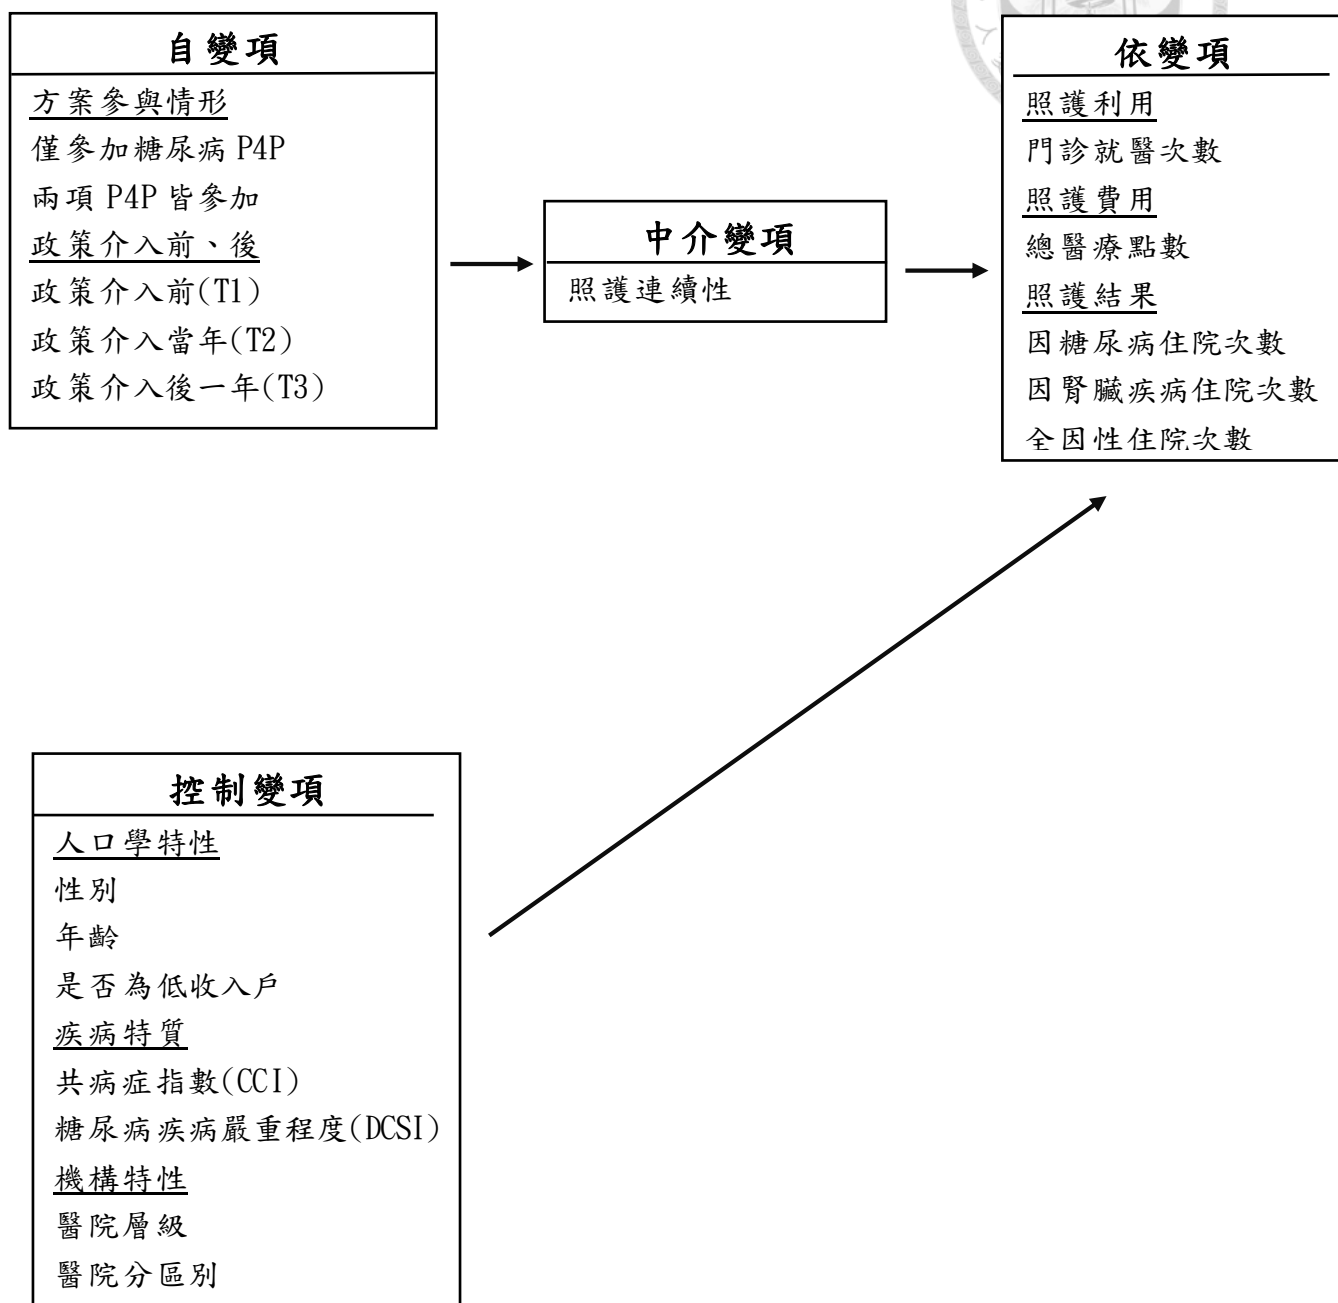 自變項
方案參與情形
僅參加糖尿病 P4P
兩項 P4P 皆參加
政策介入前、後
政策介入前(T1)
政策介入當年(T2)
政策介入後一年(T3)
中介變項
照護連續性
依變項
照護利用
門診就醫次數
照護費用
總醫療點數
照護結果
因糖尿病住院次數
因腎臟疾病住院次數
全因性住院次數
控制變項
人口學特性
性別
年齡
是否為低收入戶
疾病特質
共病症指數(CCI)
糖尿病疾病嚴重程度(DCSI)
機構特性
醫院層級
醫院分區別